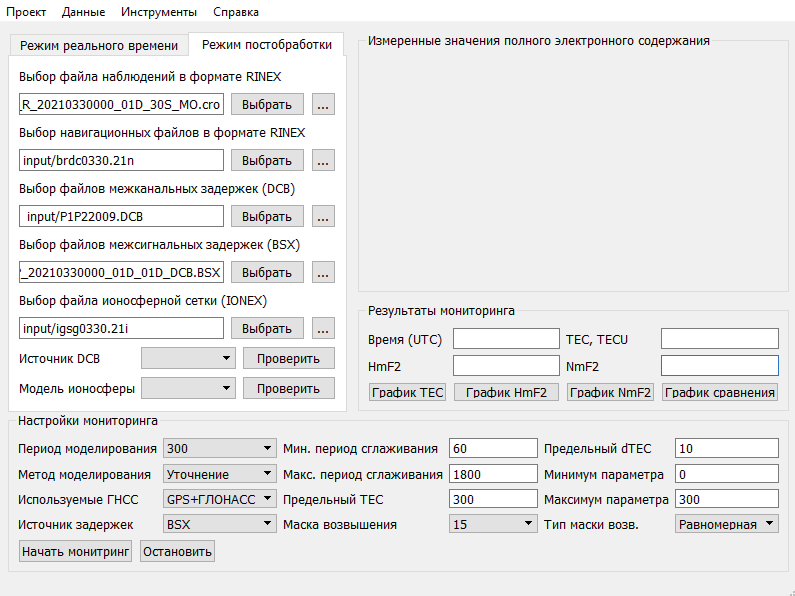 Проект Данные Инструменты Справка
Режим реального времени Режим постобработки
Выбор файла наблюдений в формате RINEX
_R_20210330000_01D_30S_MO.cro Выбрать ...
Выбор навигационных файлов в формате RINEX
input/brdc0330.21n Выбрать ...
Выбор файлов межканальных задержек (DCB)
input/P1P22009.DCB Выбрать ...
Выбор файлов межсигнальных задержек (BSX)
_20210330000_01D_01D_DCB.BSX Выбрать ...
Выбор файла ионосферной сетки (IONEX)
input/igsg0330.21i Выбрать ...
Источник DCB Проверить
Модель ионосферы Проверить
Измеренные значения полного электронного содержания
Результаты мониторинга
Время (UTC) TEC, TECU
HmF2 NmF2
График TEC График HmF2 График NmF2 График сравнения
Настройки мониторинга
Период моделирования 300 Мин. период сглаживания 60 Предельный dTEC 10
Метод моделирования Уточнение Макс. период сглаживания 1800 Минимум параметра 0
Используемые ГНСС GPS+ГЛОНАСС Предельный TEC 300 Максимум параметра 300
Источник задержек BSX Маска возвышения 15 Тип маски возв. Равномерная
Начать монитринг Остановить